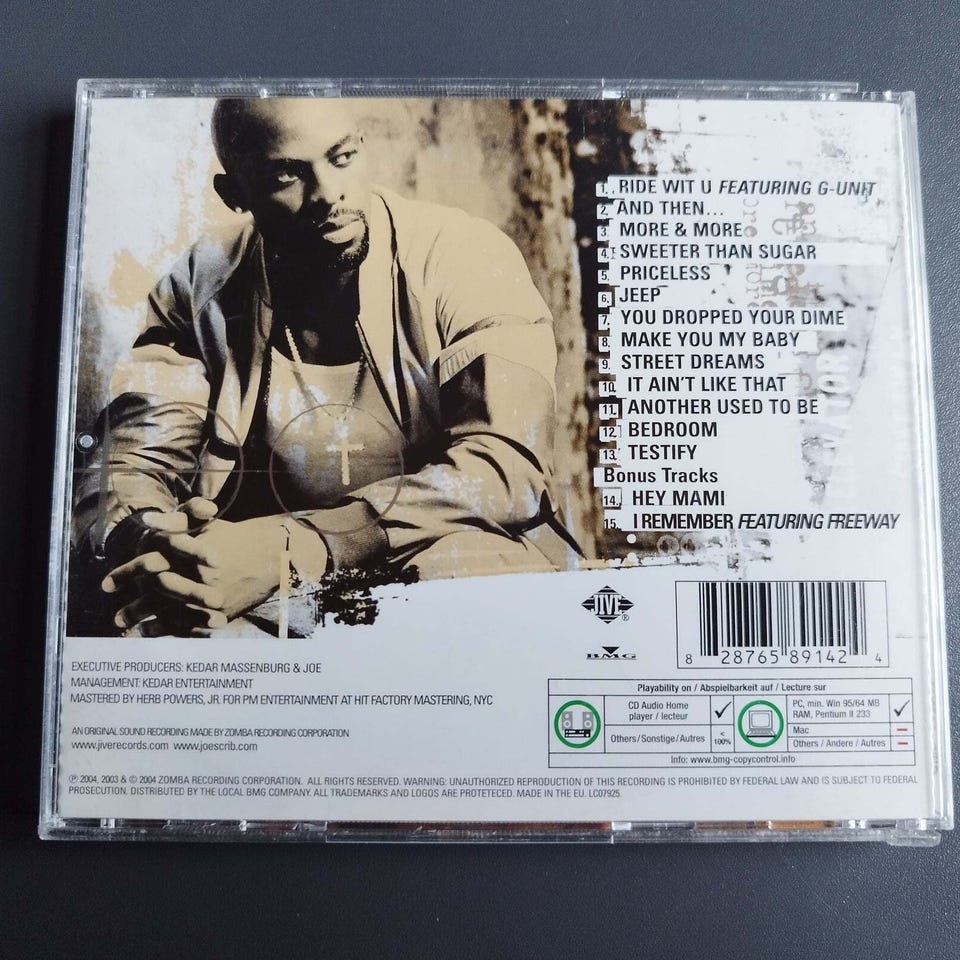 1. RIDE WIT U FEATURING G-UNIT
2. AND THEN...
3. MORE & MORE
4. SWEETER THAN SUGAR
5. PRICELESS
6. JEEP
7. YOU DROPPED YOUR DIME
8. MAKE YOU MY BABY
9. STREET DREAMS
10. IT AIN'T LIKE THAT
11. ANOTHER USED TO BE
12. BEDROOM
13. TESTIFY
Bonus Tracks
14. HEY MAMI
15. I REMEMBER FEATURING FREEWAY
JIVE®
BMG
8 28765 89142 4
EXECUTIVE PRODUCERS: KEDAR MASSENBURG & JOE
MANAGEMENT: KEDAR ENTERTAINMENT
MASTERED BY HERB POWERS, JR. FOR PM ENTERTAINMENT AT HIT FACTORY MASTERING, NYC
AN ORIGINAL SOUND RECORDING MADE BY ZOMBA RECORDING CORPORATION
www.jiverecords.com www.joescrib.com
Playability on / Abspielbarkeit auf / Lecture sur
CD Audio Home
player / lecteur
Others/Sonstige/Autres
< 100%
PC, min. Win 95/64 MB
RAM, Pentium II 233
Mac
Others / Andere / Autres
Info: www.bmg-copycontrol.info
℗ 2004, 2003 & © 2004 ZOMBA RECORDING CORPORATION. ALL RIGHTS RESERVED. WARNING: UNAUTHORIZED REPRODUCTION OF THIS RECORDING IS PROHIBITED BY FEDERAL LAW AND IS SUBJECT TO FEDERAL
PROSECUTION. DISTRIBUTED BY THE LOCAL BMG COMPANY. ALL TRADEMARKS AND LOGOS ARE PROTETECED. MADE IN THE EU. LC07925.